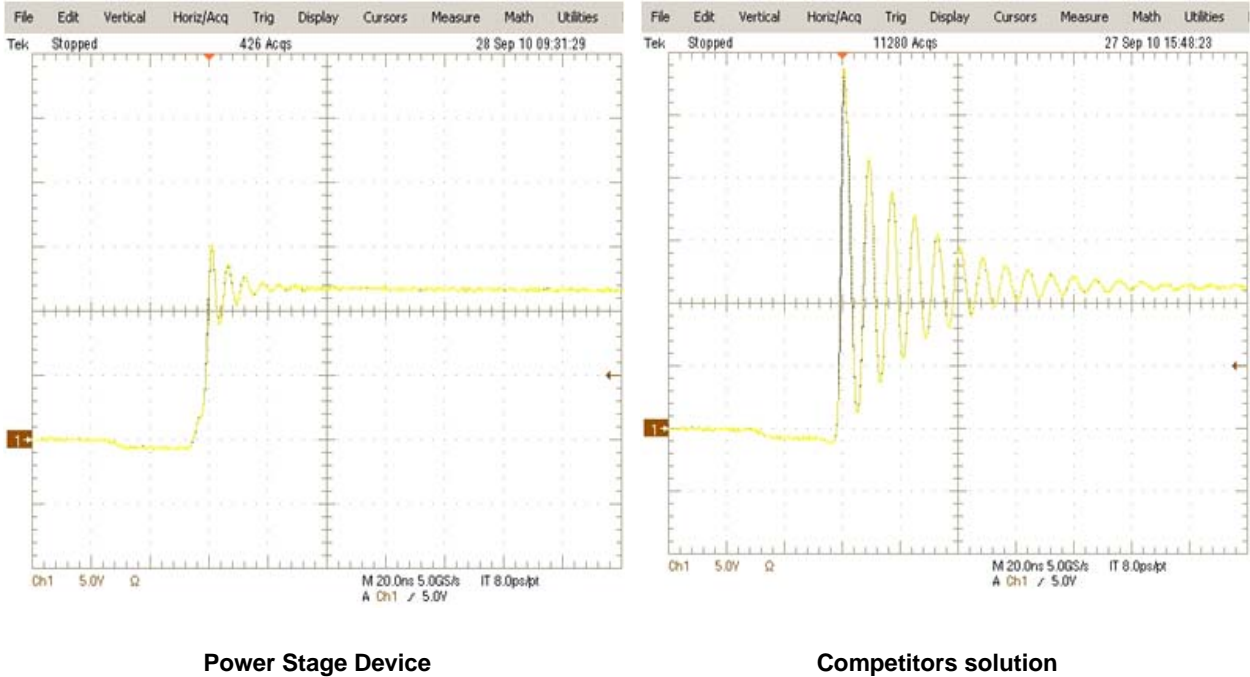 File Edit Vertical Horiz/Acq Trig Display Cursors Measure Math Utilities
Tek Stopped 426 Acqs 28 Sep 10 09:31:29
1
Ch1 5.0V Ω M 20.0ns 5.0GS/s IT 8.0ps/pt
A Ch1 / 5.0V
Power Stage Device
File Edit Vertical Horiz/Acq Trig Display Cursors Measure Math Utilities
Tek Stopped 11280 Acqs 27 Sep 10 15:48:23
1
Ch1 5.0V Ω M 20.0ns 5.0GS/s IT 8.0ps/pt
A Ch1 / 5.0V
Competitors solution